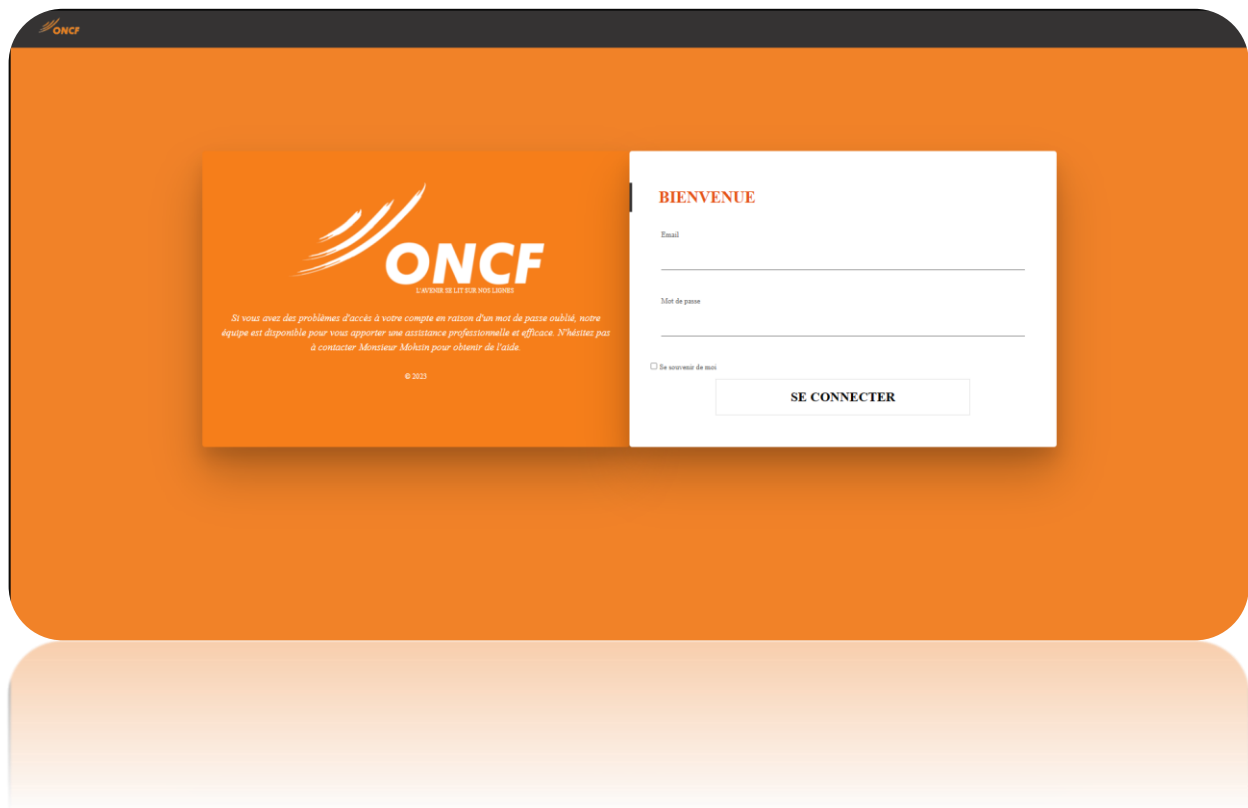 ONCF
ONCF
L'AVENIR SE LIT SUR NOS LIGNES
Si vous avez des problèmes d'accès à votre compte en raison d'un mot de passe oublié, notre
équipe est disponible pour vous apporter une assistance professionnelle et efficace. N'hésitez pas
à contacter Monsieur Mohsin pour obtenir de l'aide.
© 2023
BIENVENUE
Email
Mot de passe
Se souvenir de moi
SE CONNECTER